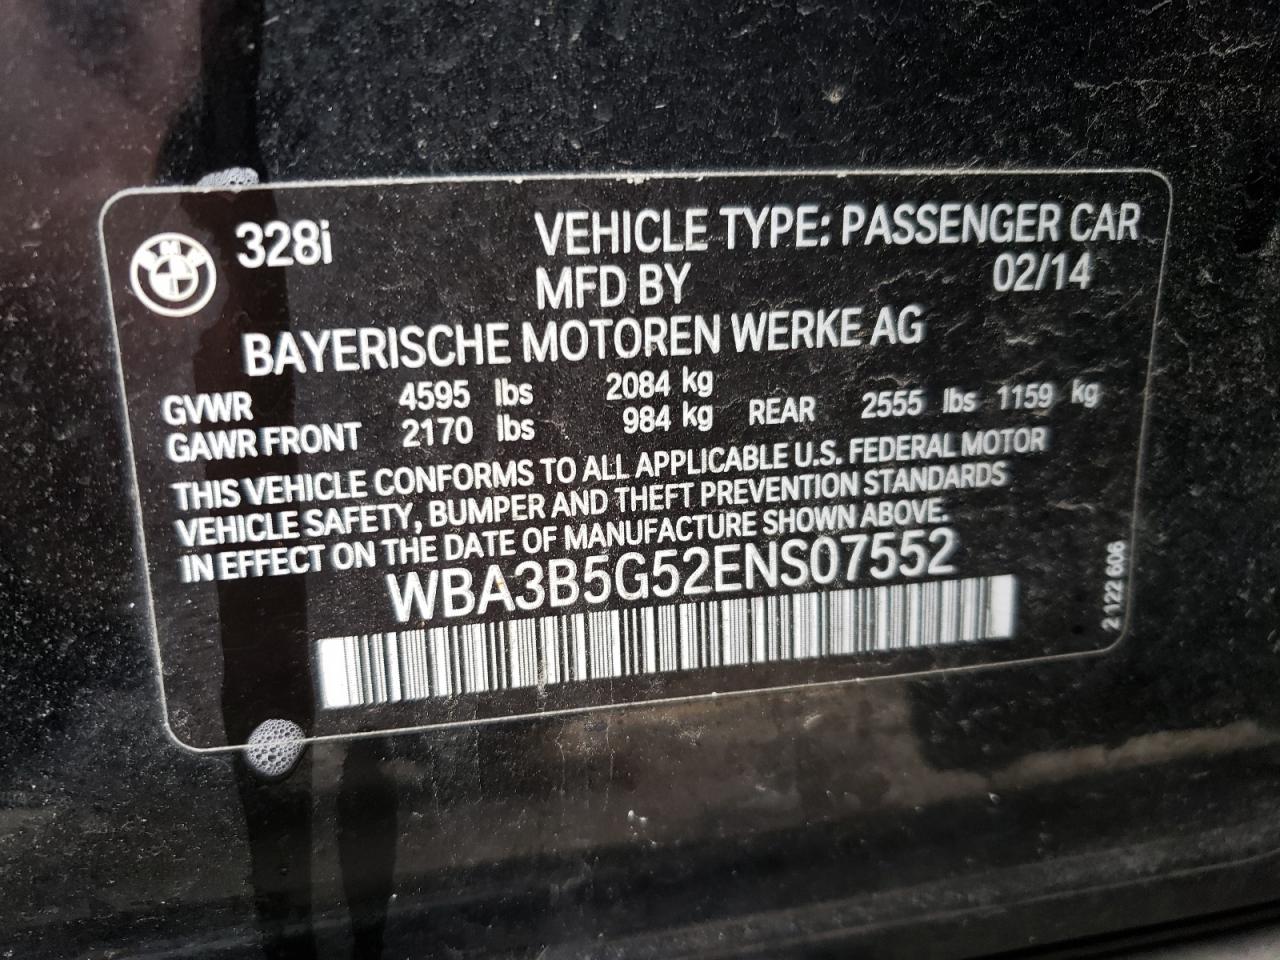 BMW 328i VEHICLE TYPE: PASSENGER CAR
MFD BY 02/14
BAYERISCHE MOTOREN WERKE AG
GVWR 4595 lbs 2084 kg
GAWR FRONT 2170 lbs 984 kg REAR 2555 lbs 1159 kg
THIS VEHICLE CONFORMS TO ALL APPLICABLE U.S. FEDERAL MOTOR
VEHICLE SAFETY, BUMPER AND THEFT PREVENTION STANDARDS
IN EFFECT ON THE DATE OF MANUFACTURE SHOWN ABOVE.
WBA3B5G52ENS07552
2 122 606